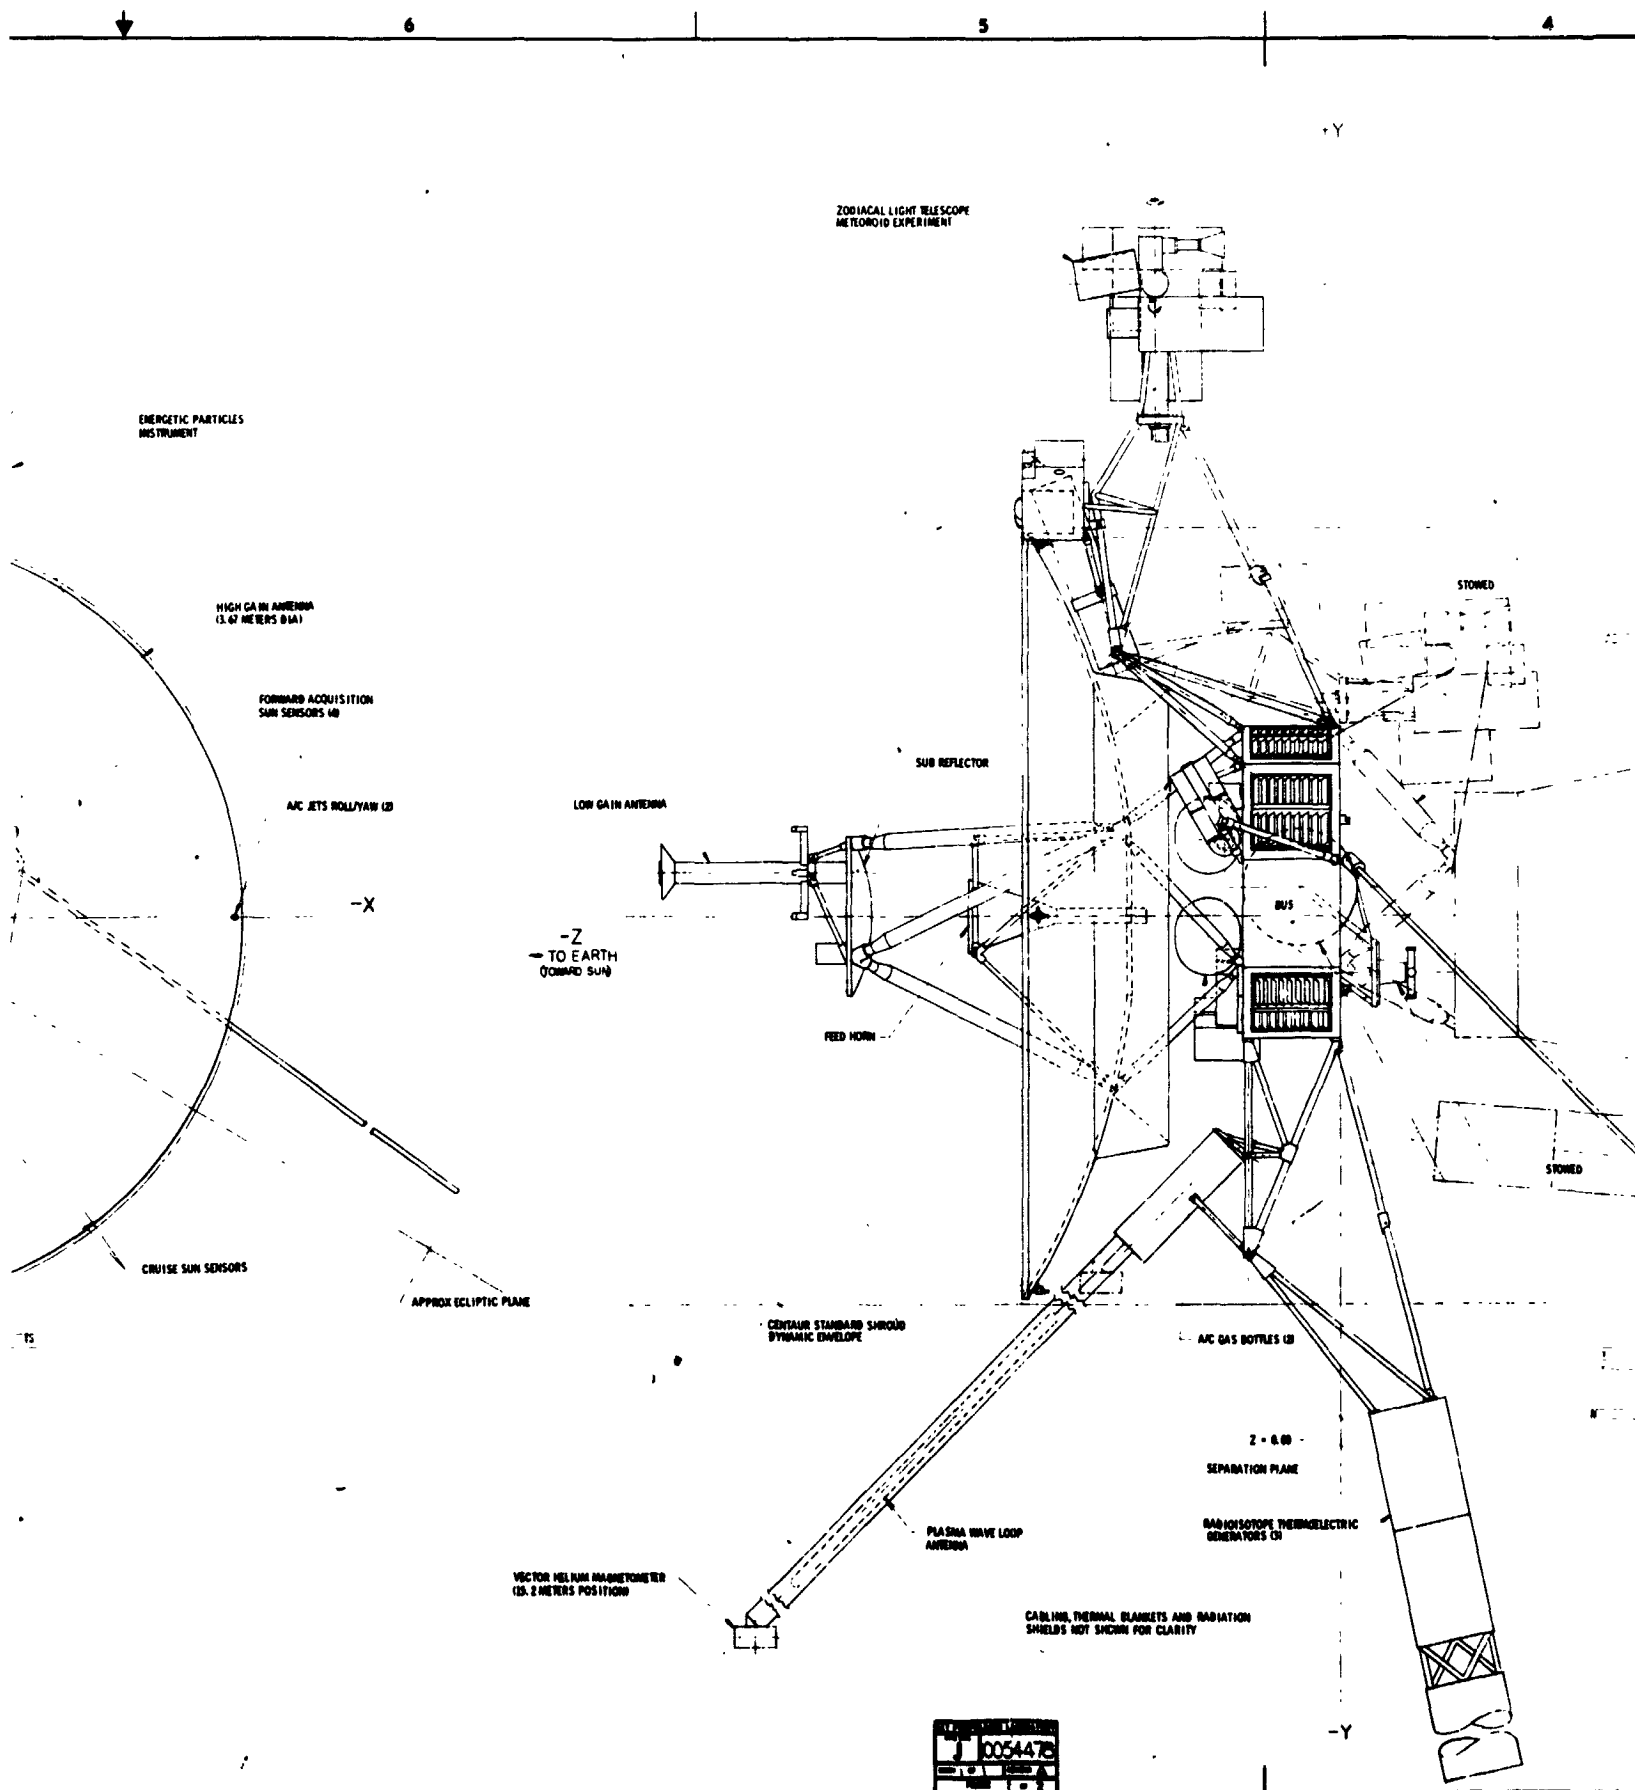 6
5
4
+Y
ZODIACAL LIGHT TELESCOPE
METEOROID EXPERIMENT
ENERGETIC PARTICLES
INSTRUMENT
STOWED
HIGH GAIN ANTENNA
(3.67 METERS DIA)
FORWARD ACQUISITION
SUN SENSORS (4)
SUB REFLECTOR
A/C JETS ROLL/YAW (2)
LOW GAIN ANTENNA
-X
BUS
-Z
TO EARTH
(TOWARD SUN)
FEED HORN
STOWED
CRUISE SUN SENSORS
APPROX ECLIPTIC PLANE
CENTAUR STANDARD SHROUD
DYNAMIC ENVELOPE
A/C GAS BOTTLES (2)
Z = 0.00
SEPARATION PLANE
RADIOISOTOPE THERMOELECTRIC
GENERATORS (3)
PLASMA WAVE LOOP
ANTENNA
VECTOR HELIUM MAGNETOMETER
(15.2 METERS POSITION)
CABLING, THERMAL BLANKETS AND RADIATION
SHIELDS NOT SHOWN FOR CLARITY
-Y
J